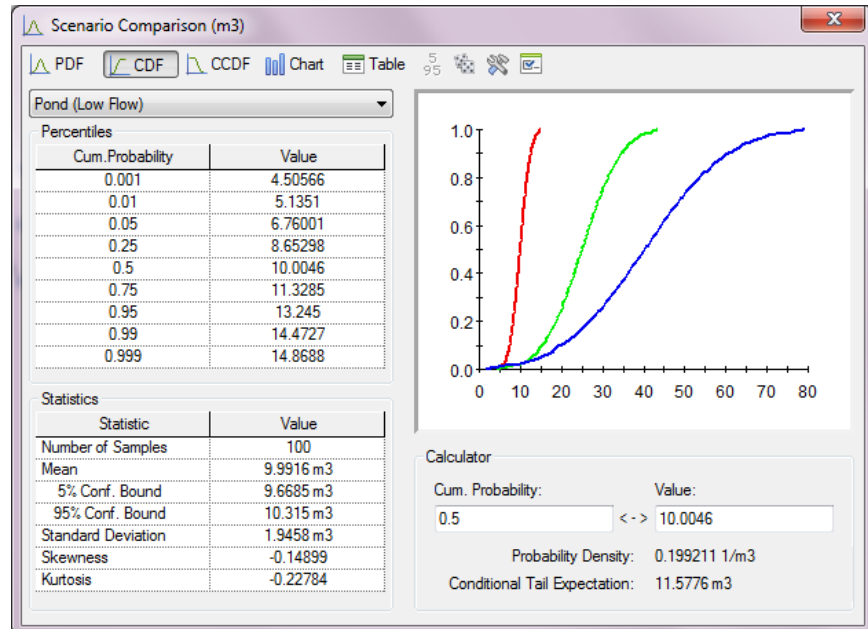 Scenario Comparison (m3)
PDF CDF CCDF Chart Table 5 95
Pond (Low Flow)
Percentiles
Cum.Probability Value
0.001 4.50566
0.01 5.1351
0.05 6.76001
0.25 8.65298
0.5 10.0046
0.75 11.3285
0.95 13.245
0.99 14.4727
0.999 14.8688
Statistics
Statistic Value
Number of Samples 100
Mean 9.9916 m3
5% Conf. Bound 9.6685 m3
95% Conf. Bound 10.315 m3
Standard Deviation 1.9458 m3
Skewness -0.14899
Kurtosis -0.22784
1.0
0.8
0.6
0.4
0.2
0.0
0 10 20 30 40 50 60 70 80
Calculator
Cum. Probability: Value:
0.5 <-> 10.0046
Probability Density: 0.199211 1/m3
Conditional Tail Expectation: 11.5776 m3